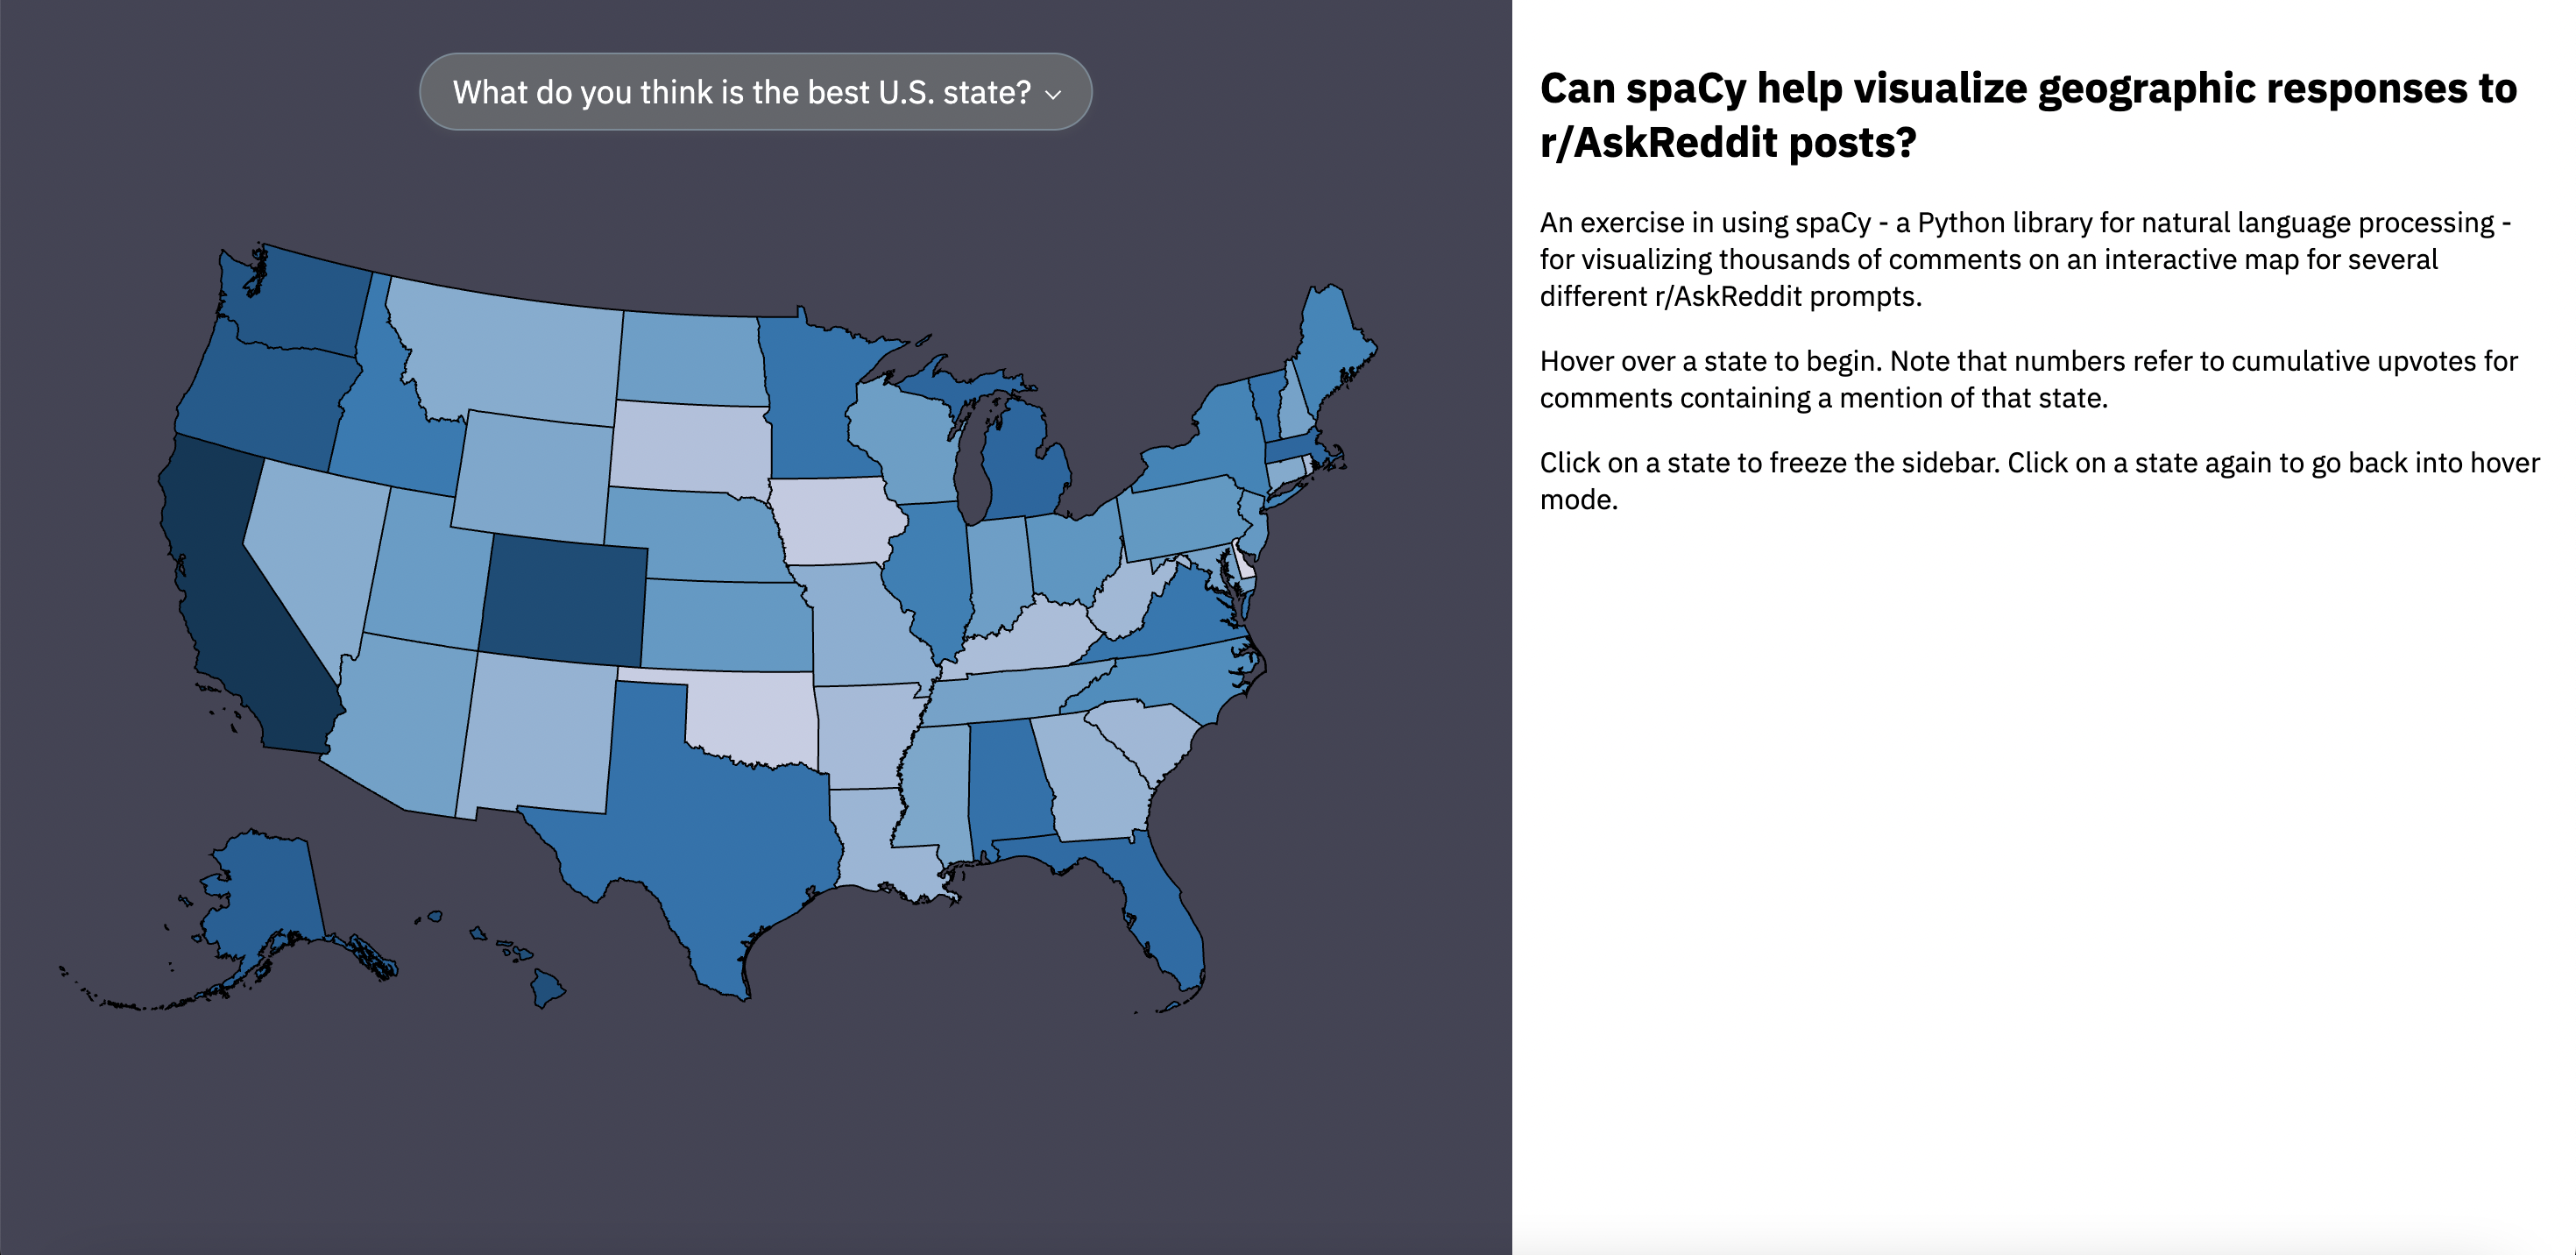 What do you think is the best U.S. state?
Can spaCy help visualize geographic responses to
r/AskReddit posts?
An exercise in using spaCy - a Python library for natural language processing -
for visualizing thousands of comments on an interactive map for several
different r/AskReddit prompts.
Hover over a state to begin. Note that numbers refer to cumulative upvotes for
comments containing a mention of that state.
Click on a state to freeze the sidebar. Click on a state again to go back into hover
mode.